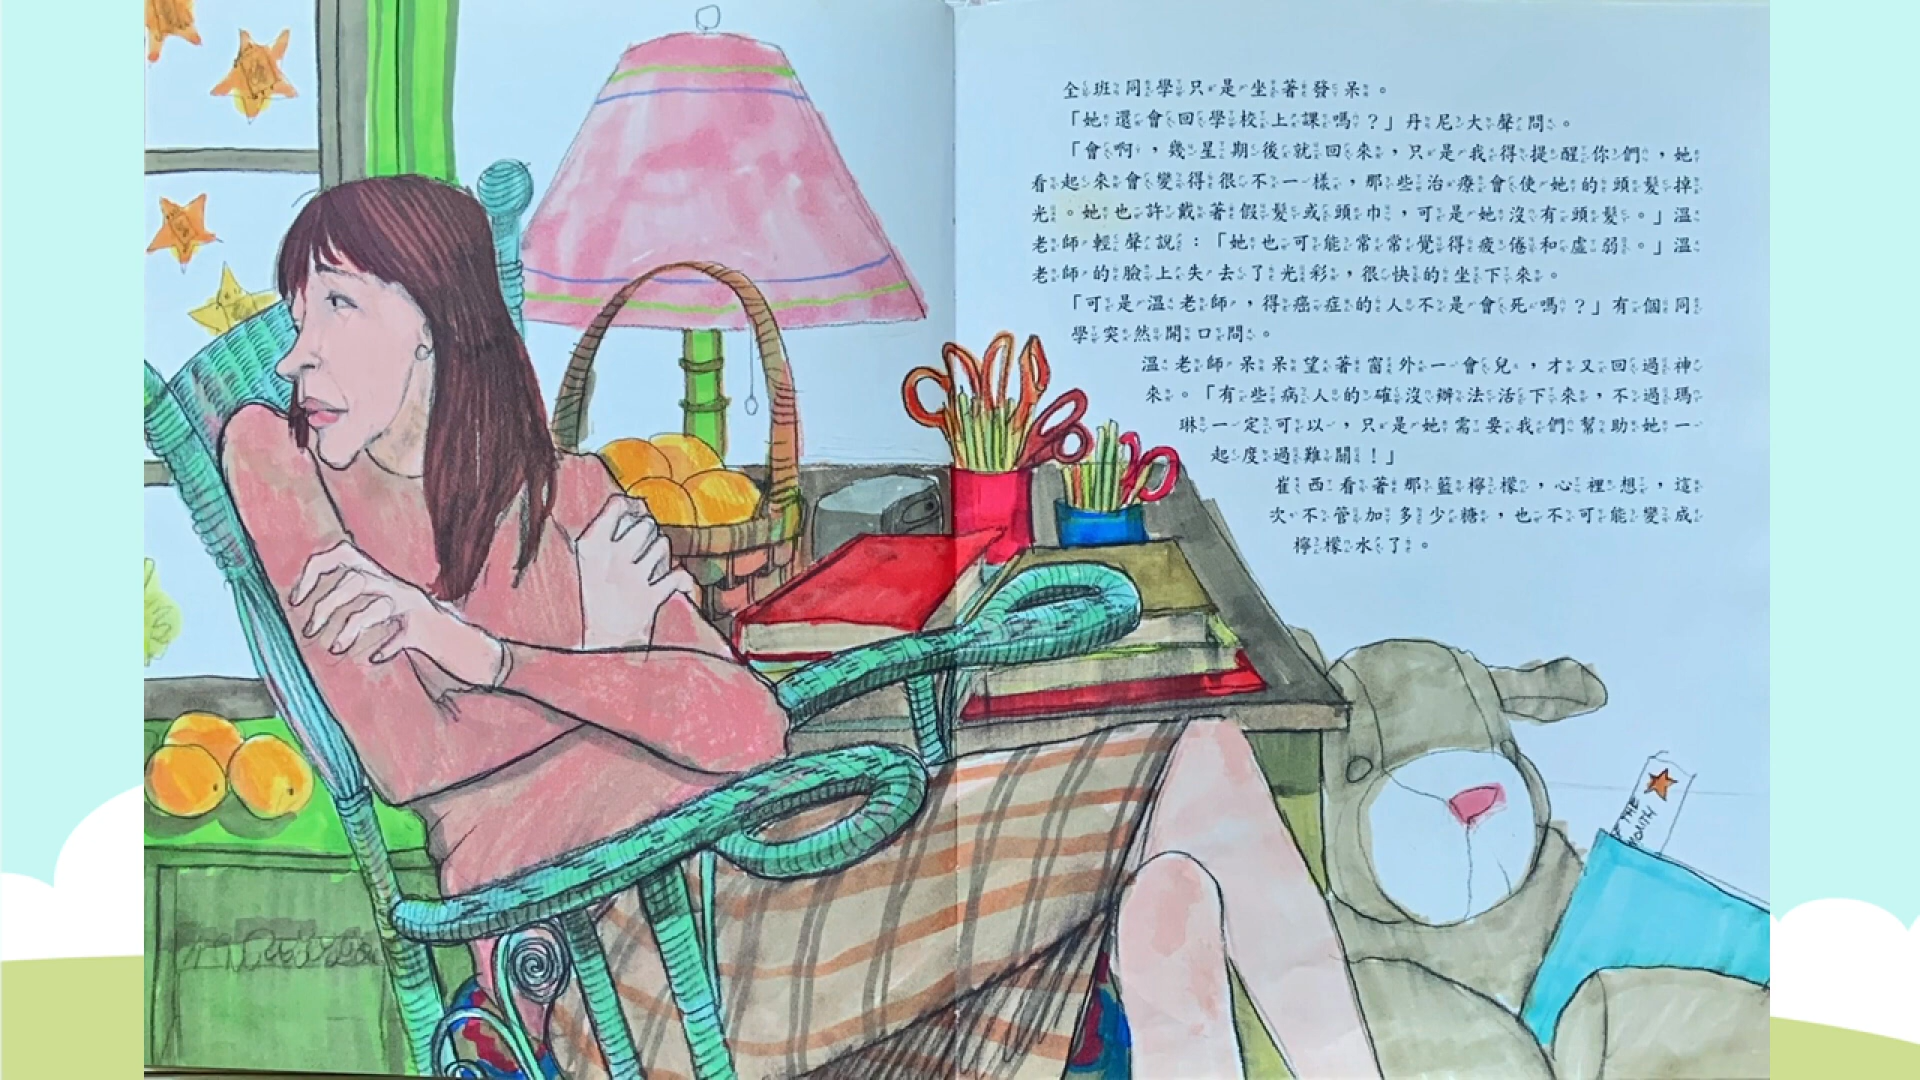 全班同學只是坐著發呆。
「她還會回學校上課嗎？」丹尼大聲問。
「會啊，幾星期後就回來，只是我得提醒你們，她
看起來會變得很不一樣，那些治療會使她的頭髮掉
光。她也許戴著假髮或頭巾，可是她沒有頭髮。」溫
老師輕聲說：「她也可能常常覺得疲倦和虛弱。」溫
老師的臉上失去了光彩，很快的坐下來。
「可是溫老師，得癌症的人不是會死嗎？」有個同
學突然開口問。
溫老師呆呆望著窗外一會兒，才又回過神
來。「有些病人的確沒辦法活下來，不過瑪
琳一定可以，只是她需要我們幫助她一
起度過難關！」
崔西看著那籃檸檬，心裡想，這
次不管加多少糖，也不可能變成
檸檬水了。
THE
MONTH